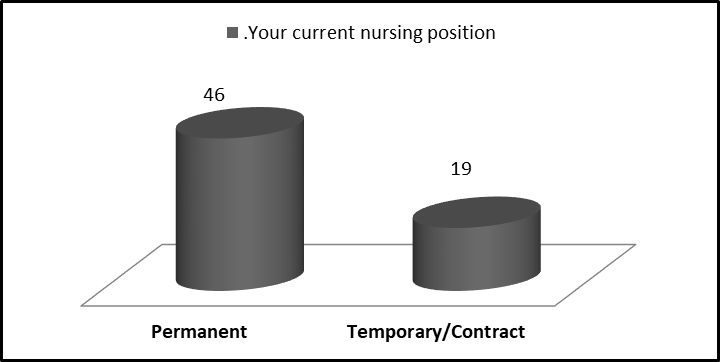 .Your current nursing position
46
19
Permanent
Temporary/Contract